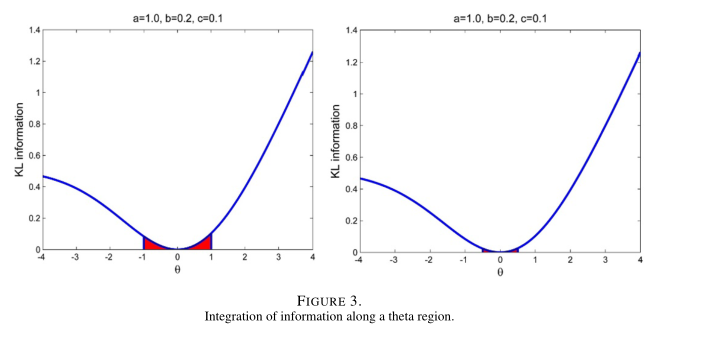 a=1.0, b=0.2, c=0.1
1.4
1.2
1
0.8
0.6
0.4
0.2
0
KL information
-4 -3 -2 -1 0 1 2 3 4
θ
a=1.0, b=0.2, c=0.1
1.4
1.2
1
0.8
0.6
0.4
0.2
0
KL information
-4 -3 -2 -1 0 1 2 3 4
θ
FIGURE 3.
Integration of information along a theta region.